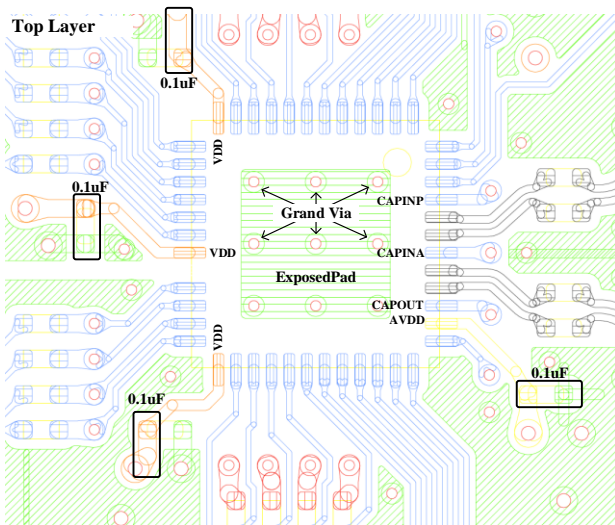 Top Layer
0.1uF
VDD
0.1uF
CAPINP
Grand Via
VDD
CAPINA
ExposedPad
CAPOUT
AVDD
VDD
0.1uF
0.1uF